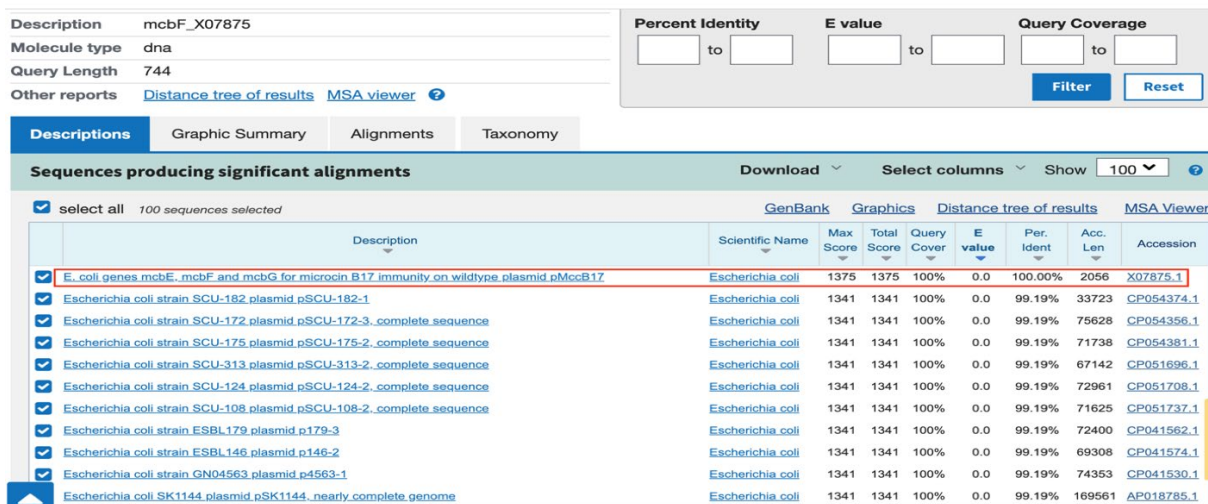 Description mcbF_X07875
Molecule type dna
Query Length 744
Other reports Distance tree of results MSA viewer ?
Percent Identity E value Query Coverage
to to to
Filter Reset
Descriptions Graphic Summary Alignments Taxonomy
Sequences producing significant alignments Download Select columns Show 100 ?
select all 100 sequences selected GenBank Graphics Distance tree of results MSA Viewer
Description Scientific Name Max Score Total Score Query Cover E value Per. Ident Acc. Len Accession
E. coli genes mcbE, mcbF and mcbG for microcin B17 immunity on wildtype plasmid pMccB17 Escherichia coli 1375 1375 100% 0.0 100.00% 2056 X07875.1
Escherichia coli strain SCU-182 plasmid pSCU-182-1 Escherichia coli 1341 1341 100% 0.0 99.19% 33723 CP054374.1
Escherichia coli strain SCU-172 plasmid pSCU-172-3, complete sequence Escherichia coli 1341 1341 100% 0.0 99.19% 75628 CP054356.1
Escherichia coli strain SCU-175 plasmid pSCU-175-2, complete sequence Escherichia coli 1341 1341 100% 0.0 99.19% 71738 CP054381.1
Escherichia coli strain SCU-313 plasmid pSCU-313-2, complete sequence Escherichia coli 1341 1341 100% 0.0 99.19% 67142 CP051696.1
Escherichia coli strain SCU-124 plasmid pSCU-124-2, complete sequence Escherichia coli 1341 1341 100% 0.0 99.19% 72961 CP051708.1
Escherichia coli strain SCU-108 plasmid pSCU-108-2, complete sequence Escherichia coli 1341 1341 100% 0.0 99.19% 71625 CP051737.1
Escherichia coli strain ESBL179 plasmid p179-3 Escherichia coli 1341 1341 100% 0.0 99.19% 72400 CP041562.1
Escherichia coli strain ESBL146 plasmid p146-2 Escherichia coli 1341 1341 100% 0.0 99.19% 69308 CP041574.1
Escherichia coli strain GN04563 plasmid p4563-1 Escherichia coli 1341 1341 100% 0.0 99.19% 74353 CP041530.1
Escherichia coli SK1144 plasmid pSK1144, nearly complete genome Escherichia coli 1341 1341 100% 0.0 99.19% 169561 AP018785.1